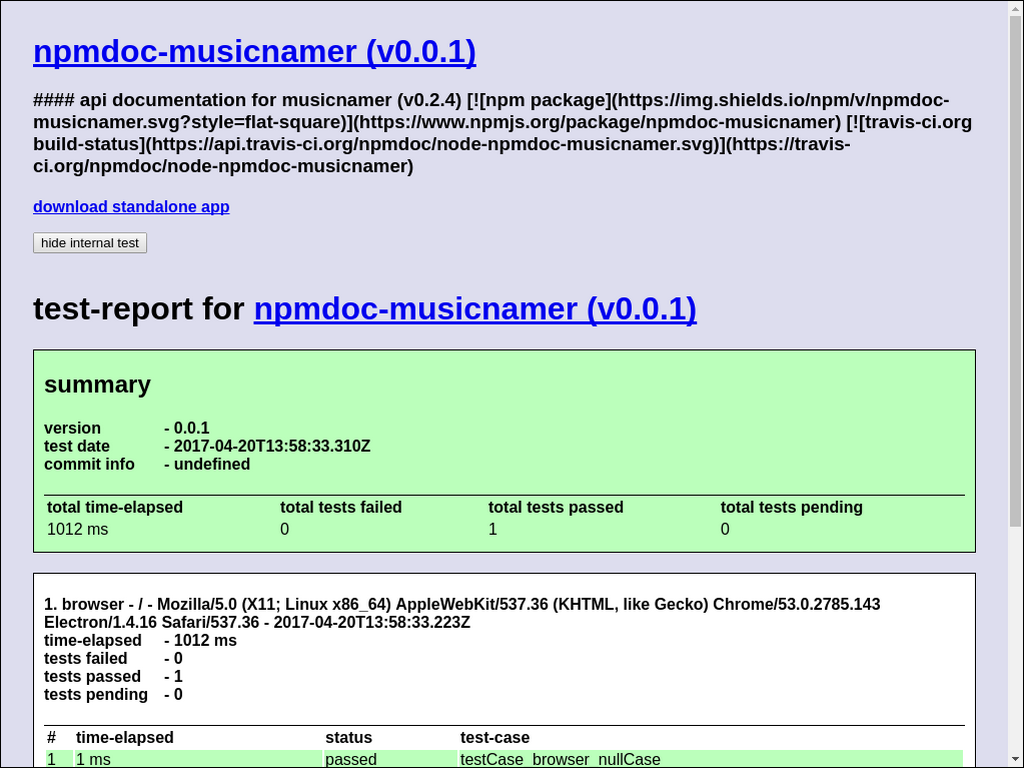 npmdoc-musicnamer (v0.0.1)
#### api documentation for musicnamer (v0.2.4) [![npm package](https://img.shields.io/npm/v/npmdoc-
musicnamer.svg?style=flat-square)](https://www.npmjs.org/package/npmdoc-musicnamer) [![travis-ci.org
build-status](https://api.travis-ci.org/npmdoc/node-npmdoc-musicnamer.svg)](https://travis-
ci.org/npmdoc/node-npmdoc-musicnamer)
download standalone app
hide internal test
test-report for npmdoc-musicnamer (v0.0.1)
summary
version - 0.0.1
test date - 2017-04-20T13:58:33.310Z
commit info - undefined
total time-elapsed total tests failed total tests passed total tests pending
1012 ms 0 1 0
1. browser - / - Mozilla/5.0 (X11; Linux x86_64) AppleWebKit/537.36 (KHTML, like Gecko) Chrome/53.0.2785.143
Electron/1.4.16 Safari/537.36 - 2017-04-20T13:58:33.223Z
time-elapsed - 1012 ms
tests failed - 0
tests passed - 1
tests pending - 0
# time-elapsed status test-case
1 1 ms passed testCase_browser_nullCase